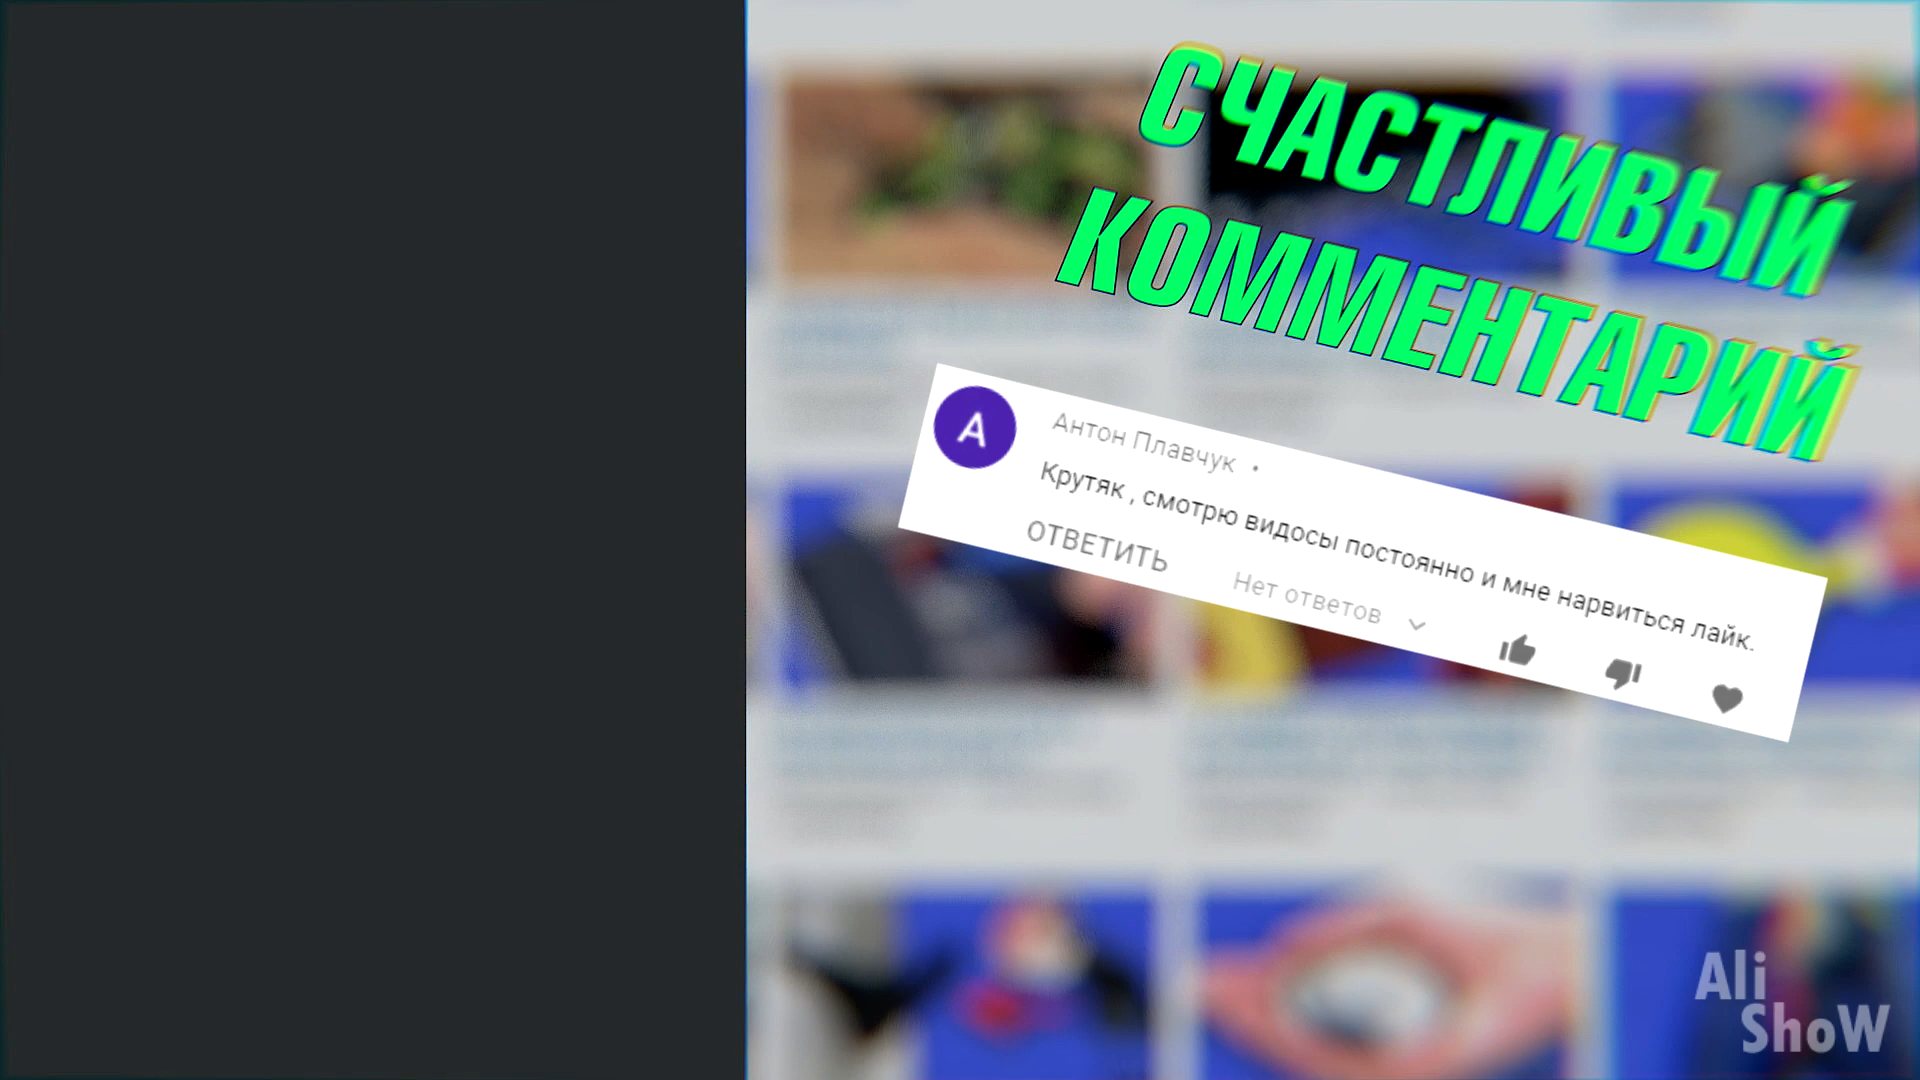 СЧАСТЛИВЫЙ
КОММЕНТАРИЙ
А
Антон Плавчук •
Крутяк , смотрю видосы постоянно и мне нарвиться лайк.
ОТВЕТИТЬ
Нет ответов
Ali
ShoW